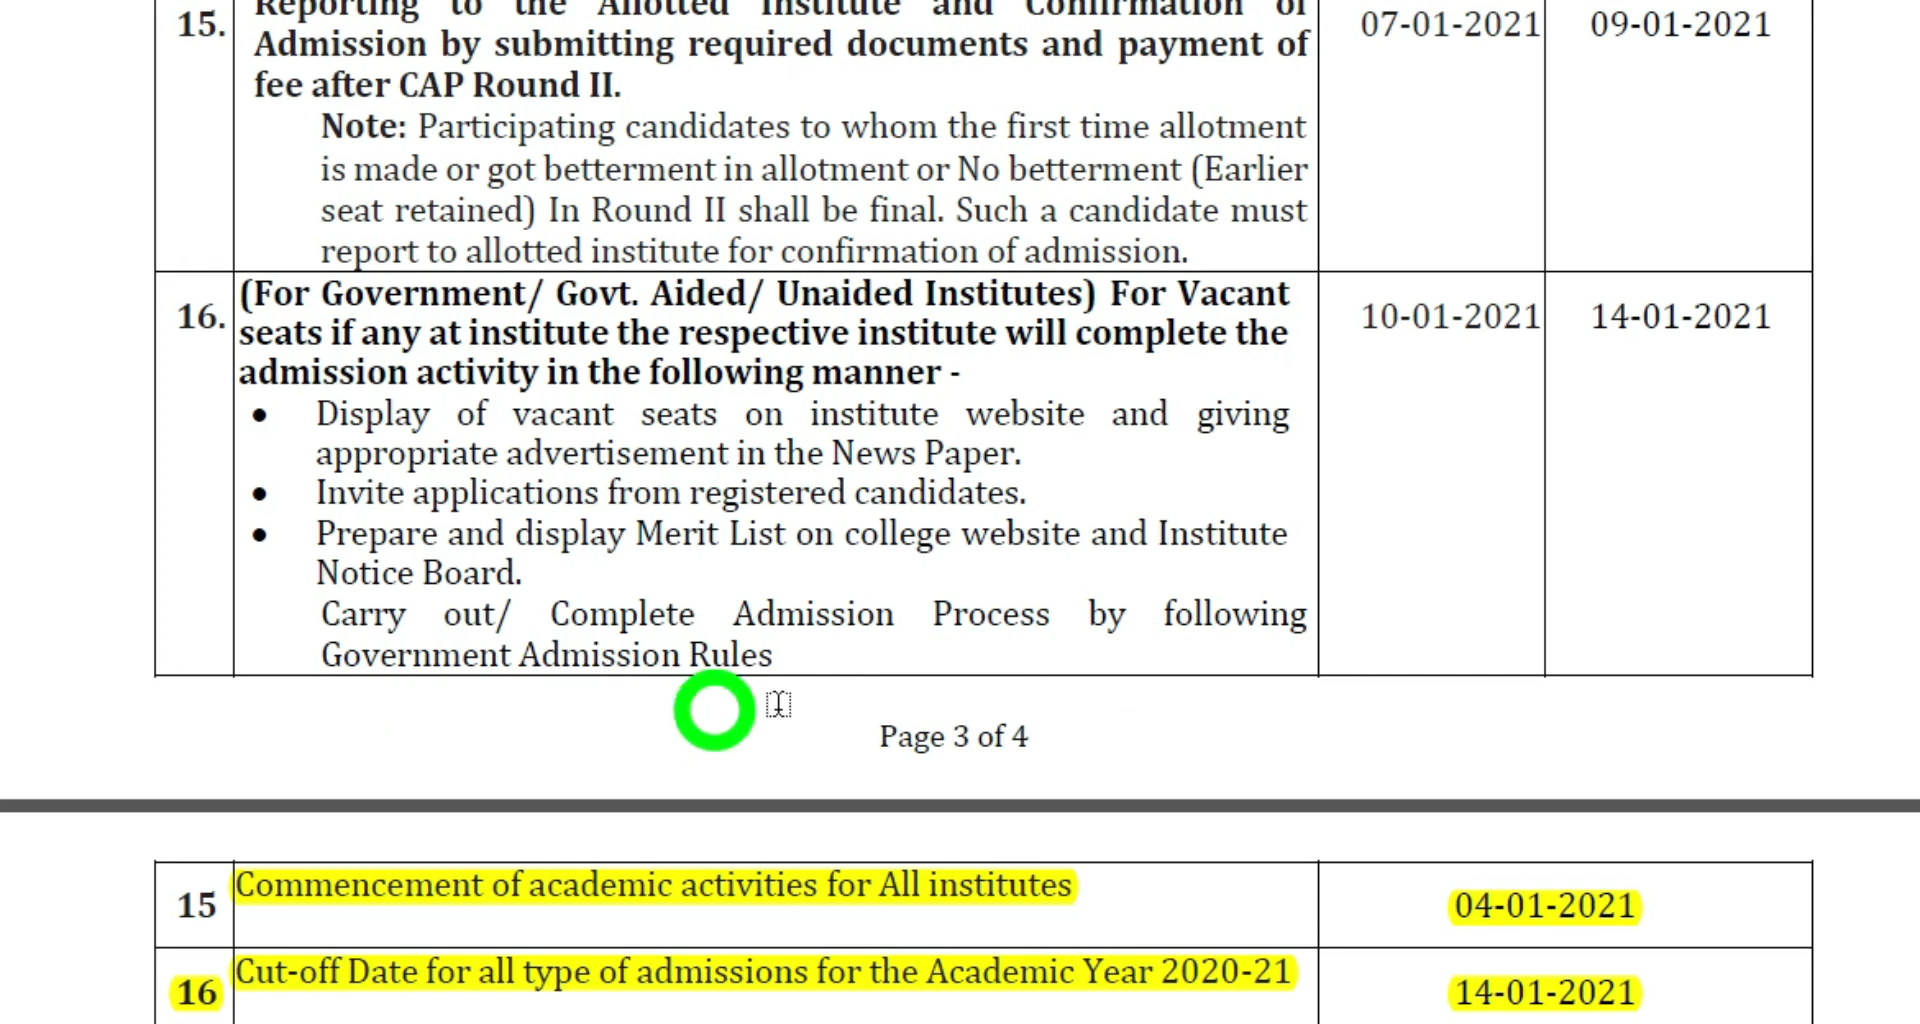 Reporting to the Allotted Institute and Confirmation of
15.
Admission by submitting required documents and payment of
fee after CAP Round II.
07-01-2021
09-01-2021
Note: Participating candidates to whom the first time allotment
is made or got betterment in allotment or No betterment (Earlier
seat retained) In Round II shall be final. Such a candidate must
report to allotted institute for confirmation of admission.
16.
(For Government/ Govt. Aided/ Unaided Institutes) For Vacant
seats if any at institute the respective institute will complete the
admission activity in the following manner -
10-01-2021
14-01-2021
• Display of vacant seats on institute website and giving
appropriate advertisement in the News Paper.
• Invite applications from registered candidates.
• Prepare and display Merit List on college website and Institute
Notice Board.
Carry out/ Complete Admission Process by following
Government Admission Rules
Page 3 of 4
15
Commencement of academic activities for All institutes
04-01-2021
16
Cut-off Date for all type of admissions for the Academic Year 2020-21
14-01-2021